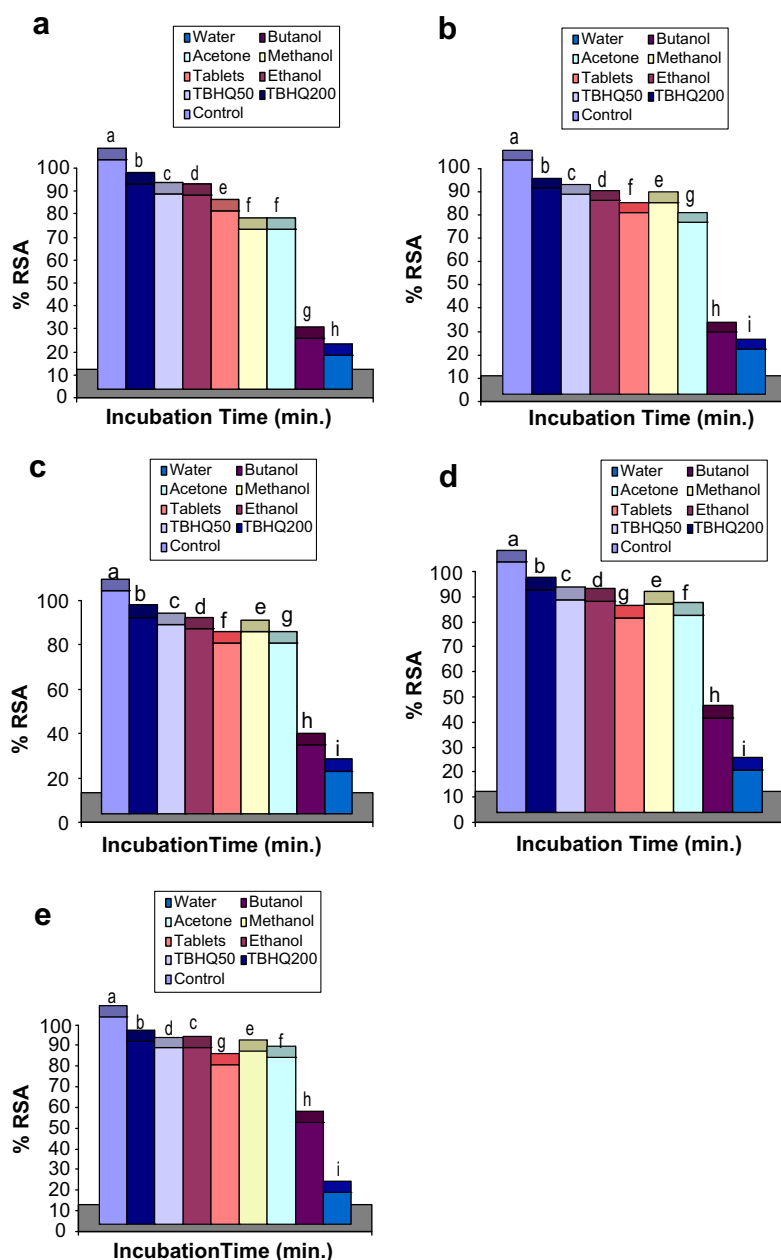 a
Water Butanol
Acetone Methanol
Tablets Ethanol
TBHQ50 TBHQ200
Control
a
b
c
d
e
f
f
g
h
100
90
80
70
60
50
40
30
20
10
0
% RSA
Incubation Time (min.)
b
Water Butanol
Acetone Methanol
Tablets Ethanol
TBHQ50 TBHQ200
Control
a
b
c
d
f
e
g
h
i
100
90
80
70
60
50
40
30
20
10
0
% RSA
Incubation Time (min.)
c
Water Butanol
Acetone Methanol
Tablets Ethanol
TBHQ50 TBHQ200
Control
a
b
c
d
f
e
g
h
i
100
80
60
40
20
0
% RSA
IncubationTime (min.)
d
Water Butanol
Acetone Methanol
Tablets Ethanol
TBHQ50 TBHQ200
Control
a
b
c
d
g
e
f
h
i
100
90
80
70
60
50
40
30
20
10
0
% RSA
Incubation Time (min.)
e
Water Butanol
Acetone Methanol
Tablets Ethanol
TBHQ50 TBHQ200
Control
a
b
d
c
g
e
f
h
i
100
90
80
70
60
50
40
30
20
10
0
% RSA
IncubationTime (min.)